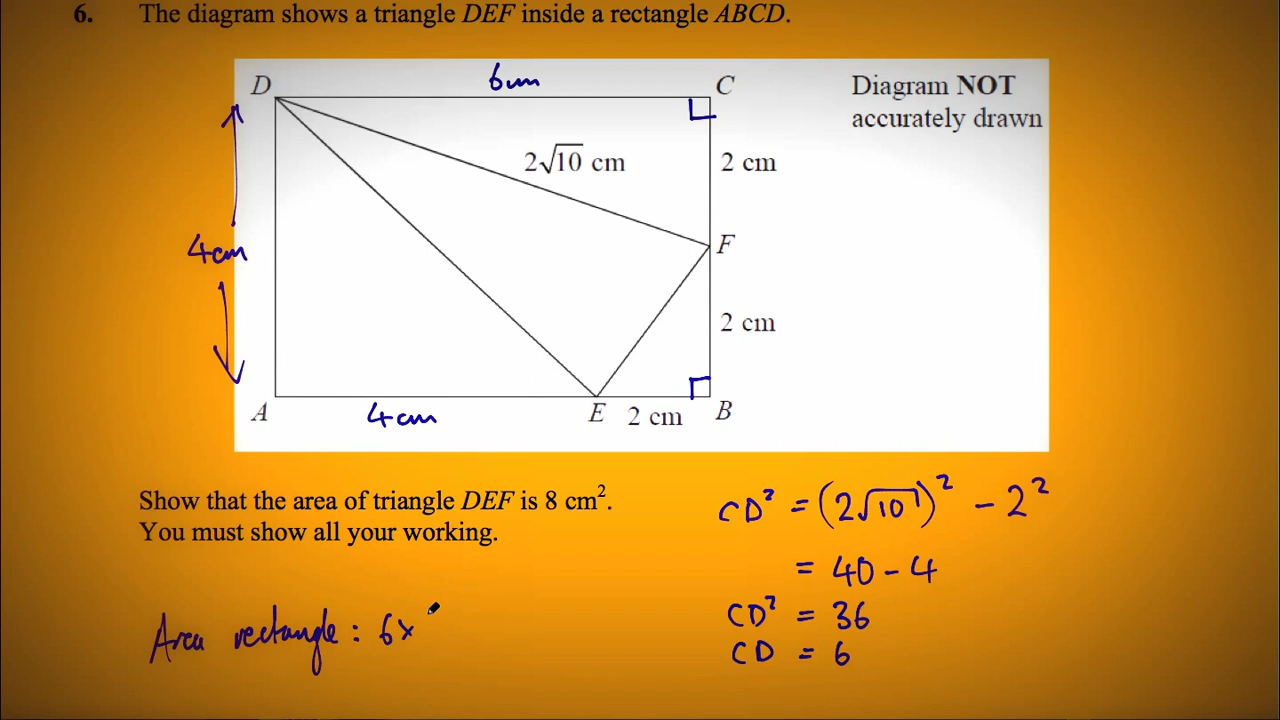 6. The diagram shows a triangle DEF inside a rectangle ABCD.
D 6cm C
Diagram NOT
accurately drawn
2√10 cm
2 cm
4cm
F
2 cm
A 4cm E 2 cm B
Show that the area of triangle DEF is 8 cm².
You must show all your working.
CD² = (2√10)² - 2²
= 40 - 4
CD² = 36
CD = 6
Area rectangle: 6×